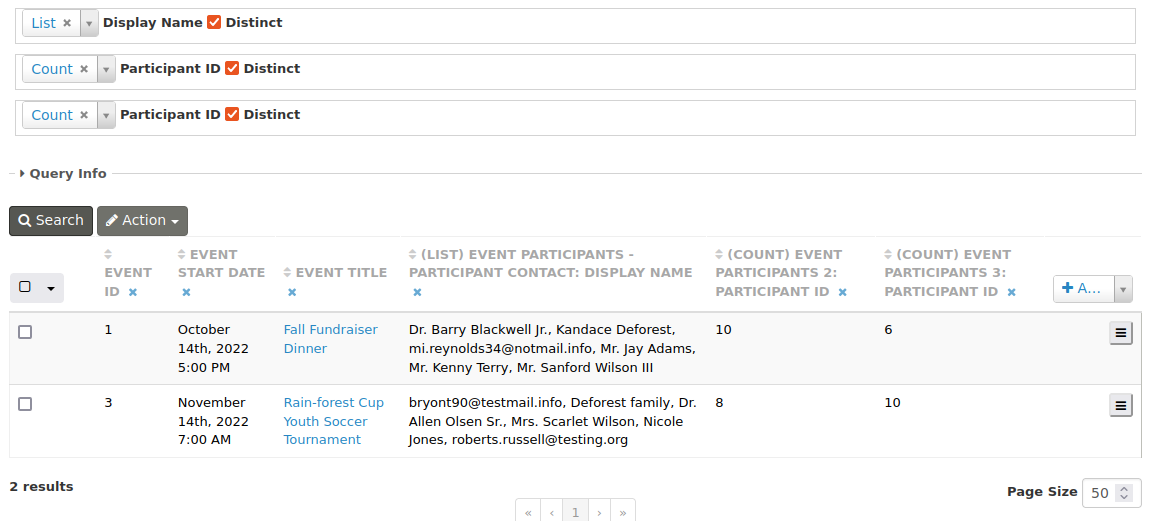 List × Display Name Distinct
Count × Participant ID Distinct
Count × Participant ID Distinct
Query Info
Search Action
EVENT ID ×
EVENT START DATE ×
EVENT TITLE ×
(LIST) EVENT PARTICIPANTS - PARTICIPANT CONTACT: DISPLAY NAME ×
(COUNT) EVENT PARTICIPANTS 2: PARTICIPANT ID ×
(COUNT) EVENT PARTICIPANTS 3: PARTICIPANT ID ×
+ A...
1
October
14th, 2022
5:00 PM
Fall Fundraiser
Dinner
Dr. Barry Blackwell Jr., Kandace Deforest,
mi.reynolds34@notmail.info, Mr. Jay Adams,
Mr. Kenny Terry, Mr. Sanford Wilson III
10
6
3
November
14th, 2022
7:00 AM
Rain-forest Cup
Youth Soccer
Tournament
bryont90@testmail.info, Deforest family, Dr.
Allen Olsen Sr., Mrs. Scarlet Wilson, Nicole
Jones, roberts.russell@testing.org
8
10
2 results
Page Size 50
« ‹ 1 › »